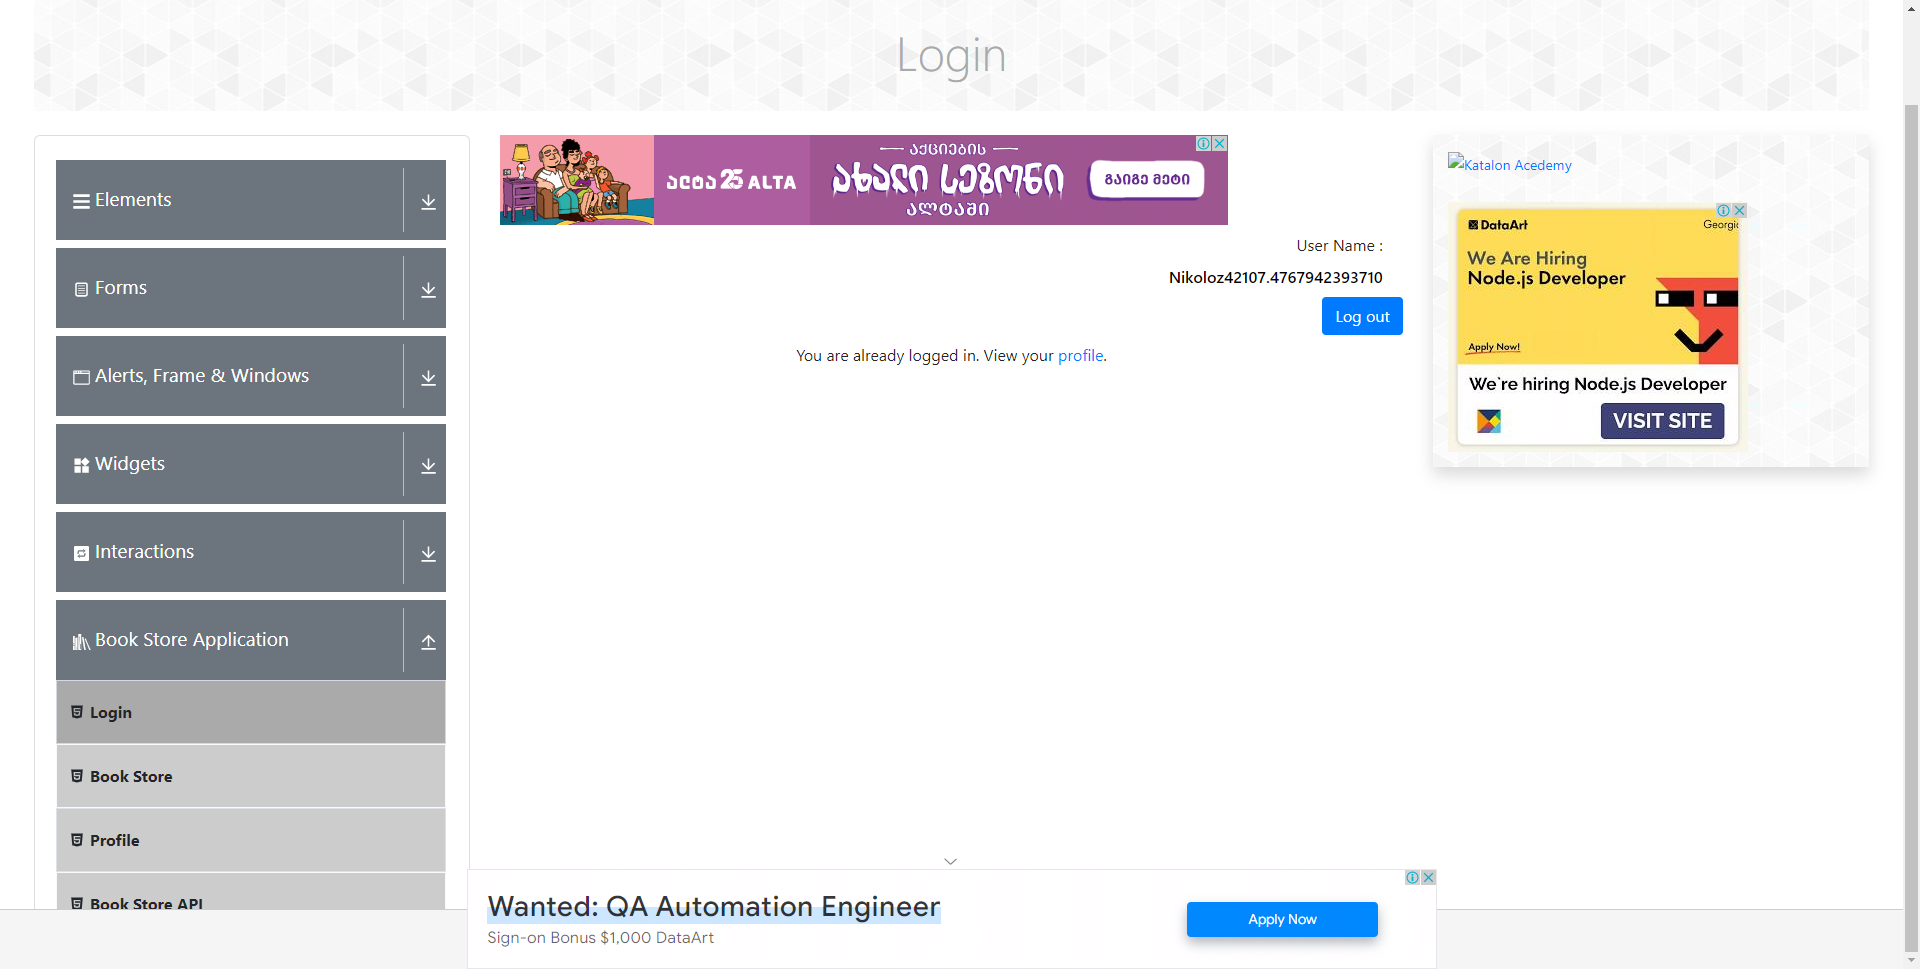 Login
Elements
Forms
Alerts, Frame & Windows
Widgets
Interactions
Book Store Application
Login
Book Store
Profile
Book Store API
ალტა 25 ALTA
აქციების
ახალი სეზონი
ალტაში
გაიგე მეტი
User Name :
Nikoloz42107.4767942393710
Log out
You are already logged in. View your profile.
Katalon Acedemy
DataArt
Georgi
We Are Hiring
Node.js Developer
Apply Now!
We`re hiring Node.js Developer
VISIT SITE
Wanted: QA Automation Engineer
Sign-on Bonus $1,000 DataArt
Apply Now